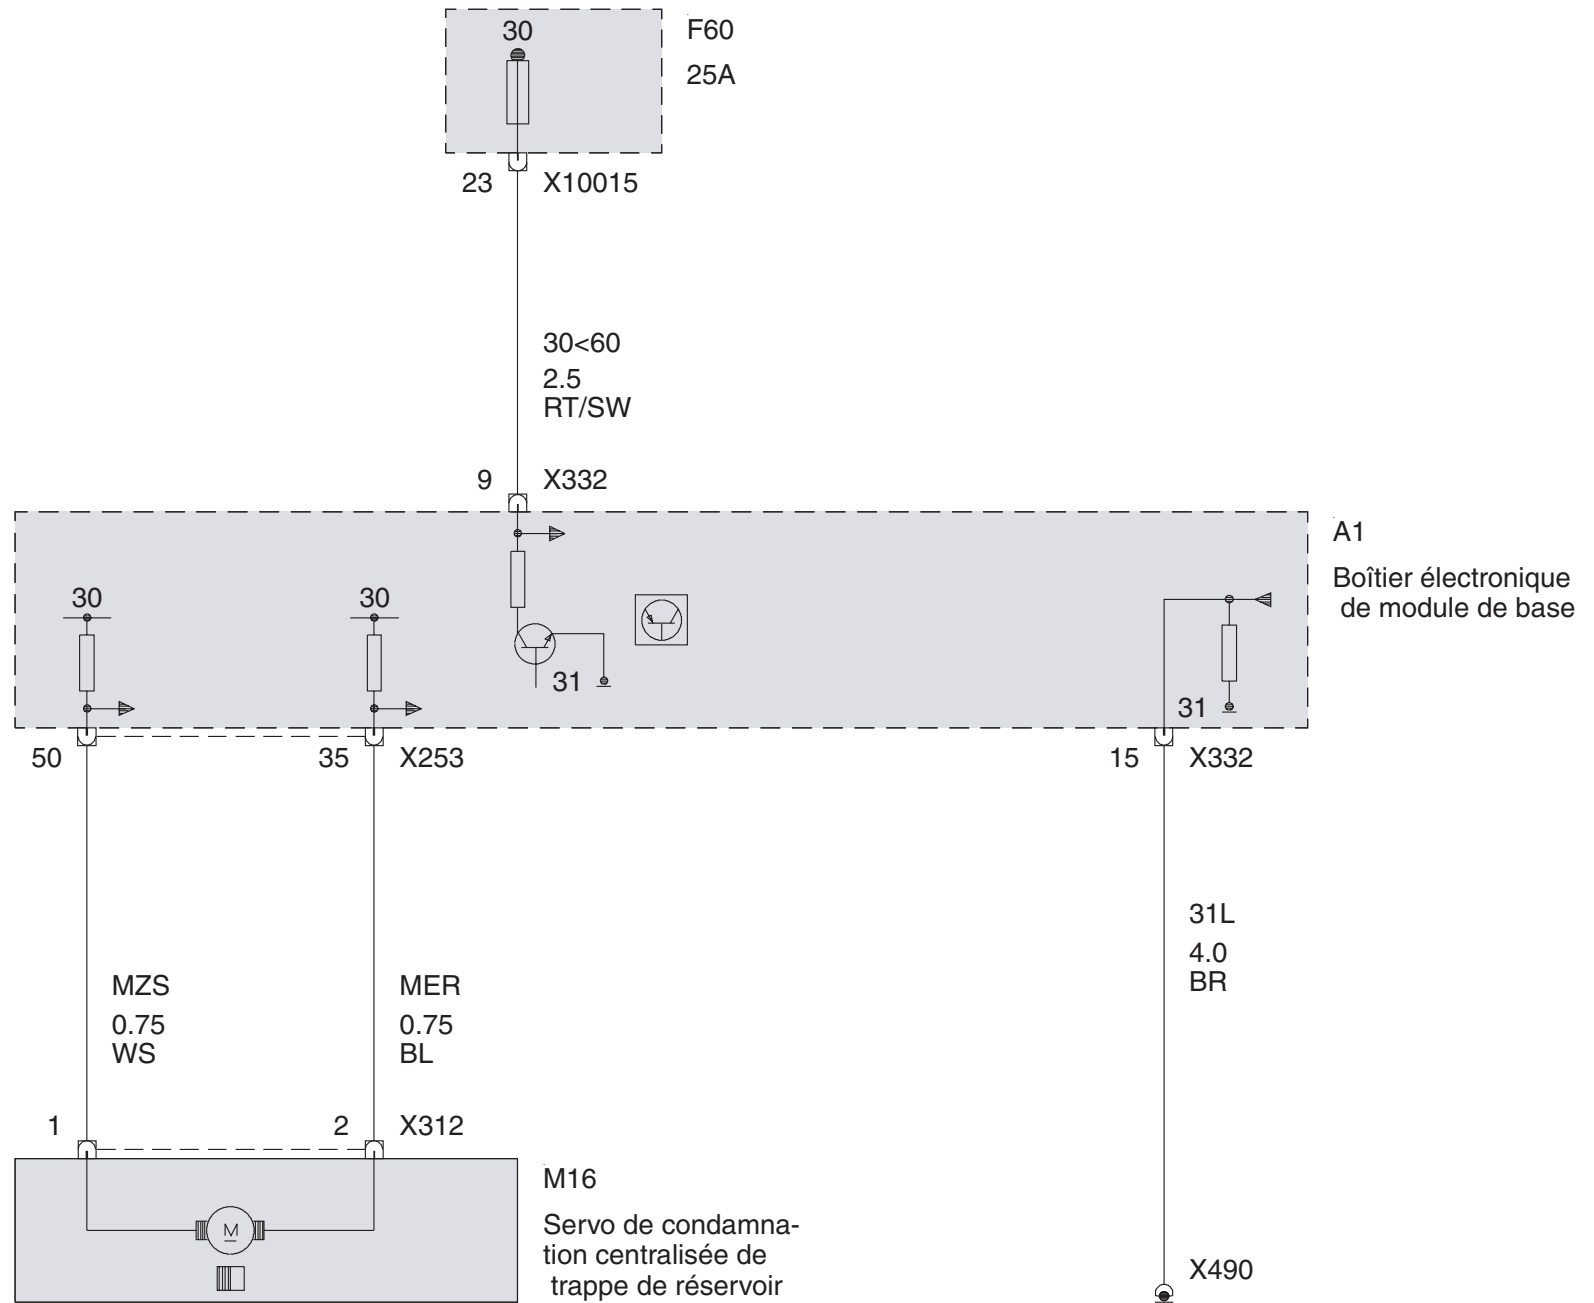 30
F60
25A
23
X10015
30<60
2.5
RT/SW
9
X332
A1
Boîtier électronique
de module de base
30
30
31
31
50
35
X253
15
X332
31L
4.0
BR
MZS
0.75
WS
MER
0.75
BL
1
2
X312
M16
Servo de condamna-
tion centralisée de
trappe de réservoir
M
X490